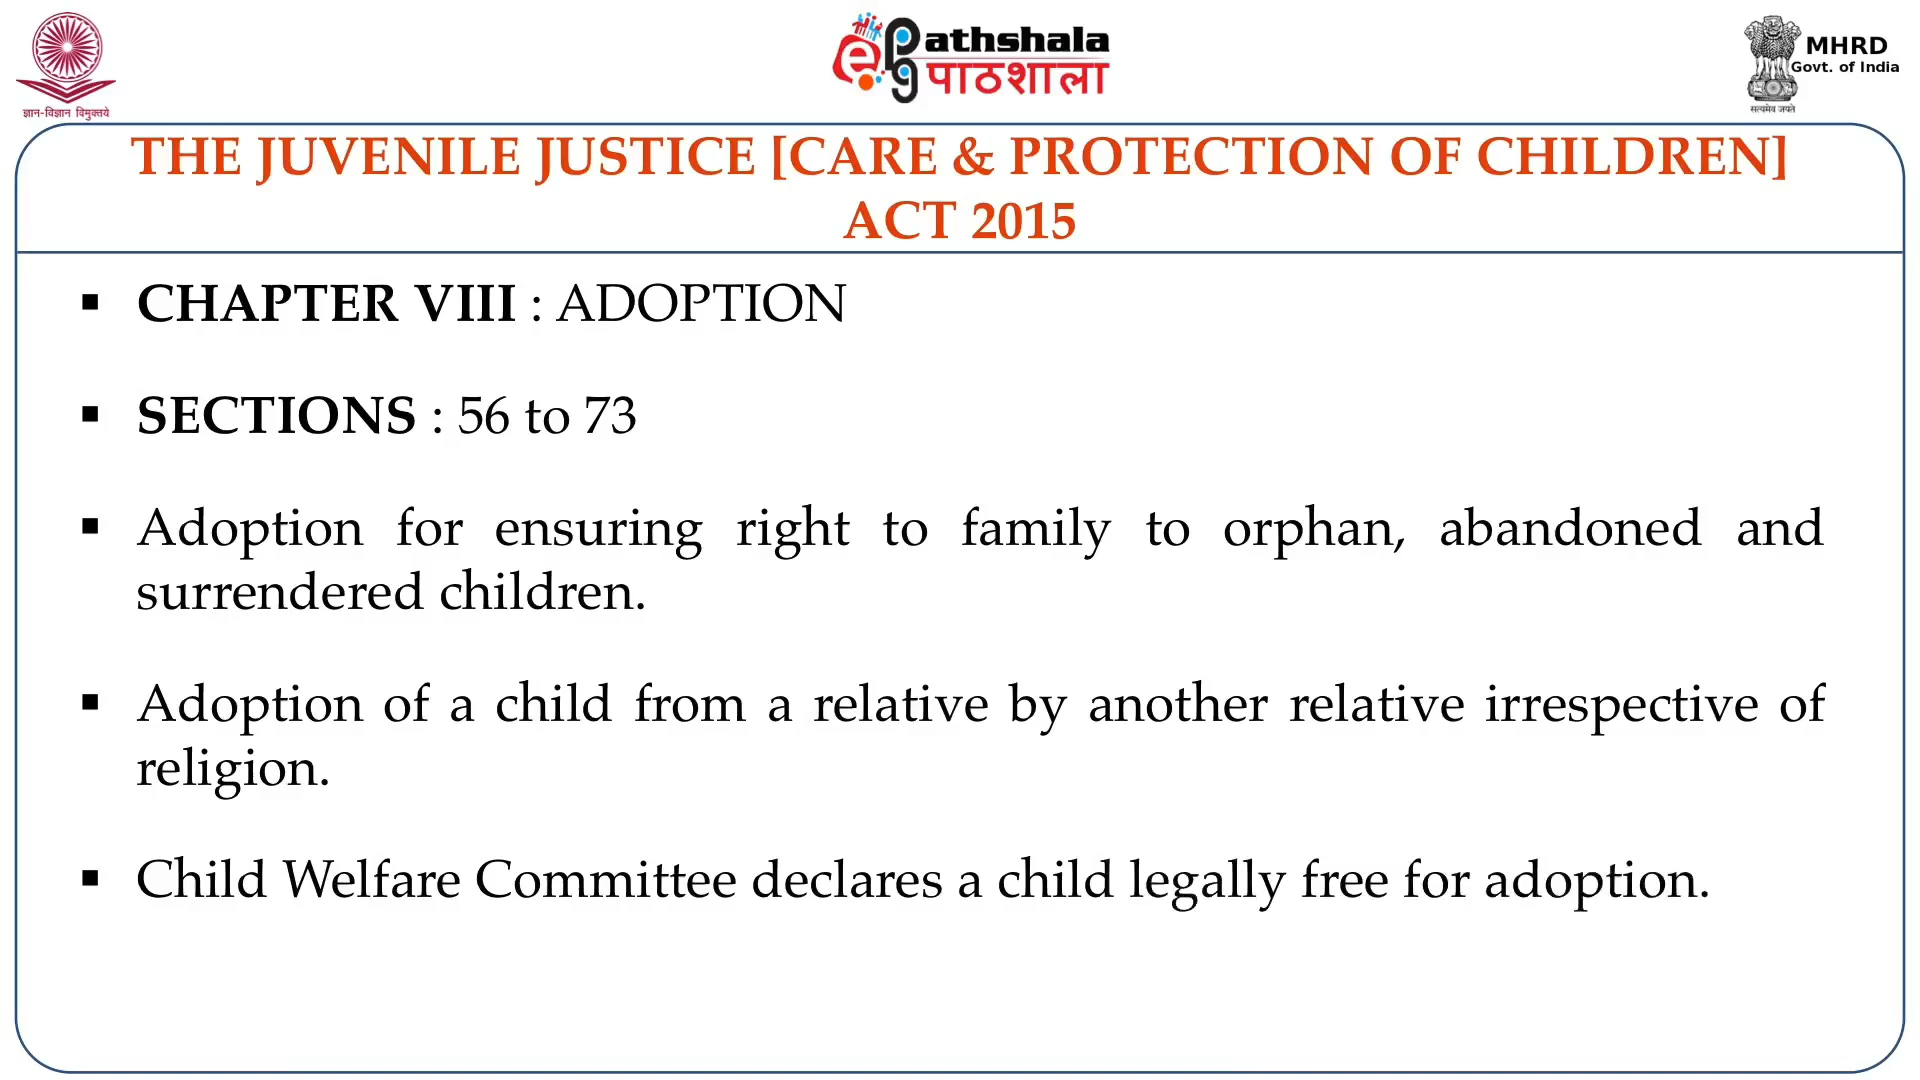 ज्ञान-विज्ञान विमुक्तये
ePathshala
पाठशाला
MHRD
Govt. of India
सत्यमेव जयते
THE JUVENILE JUSTICE [CARE & PROTECTION OF CHILDREN]
ACT 2015
▪ CHAPTER VIII : ADOPTION
▪ SECTIONS : 56 to 73
▪ Adoption for ensuring right to family to orphan, abandoned and
surrendered children.
▪ Adoption of a child from a relative by another relative irrespective of
religion.
▪ Child Welfare Committee declares a child legally free for adoption.